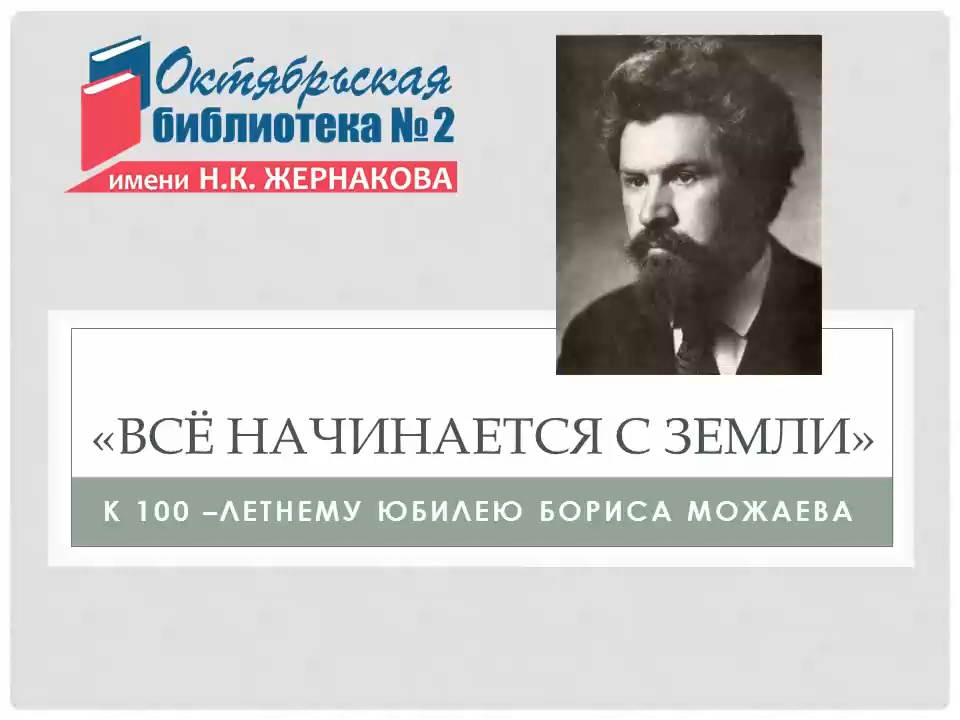 Октябрьская
библиотека №2
имени Н.К. ЖЕРНАКОВА
«ВСЁ НАЧИНАЕТСЯ С ЗЕМЛИ»
К 100 –ЛЕТНЕМУ ЮБИЛЕЮ БОРИСА МОЖАЕВА